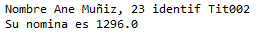 Nombre Ane Muñiz, 23 identif Tit002
Su nomina es 1296.0